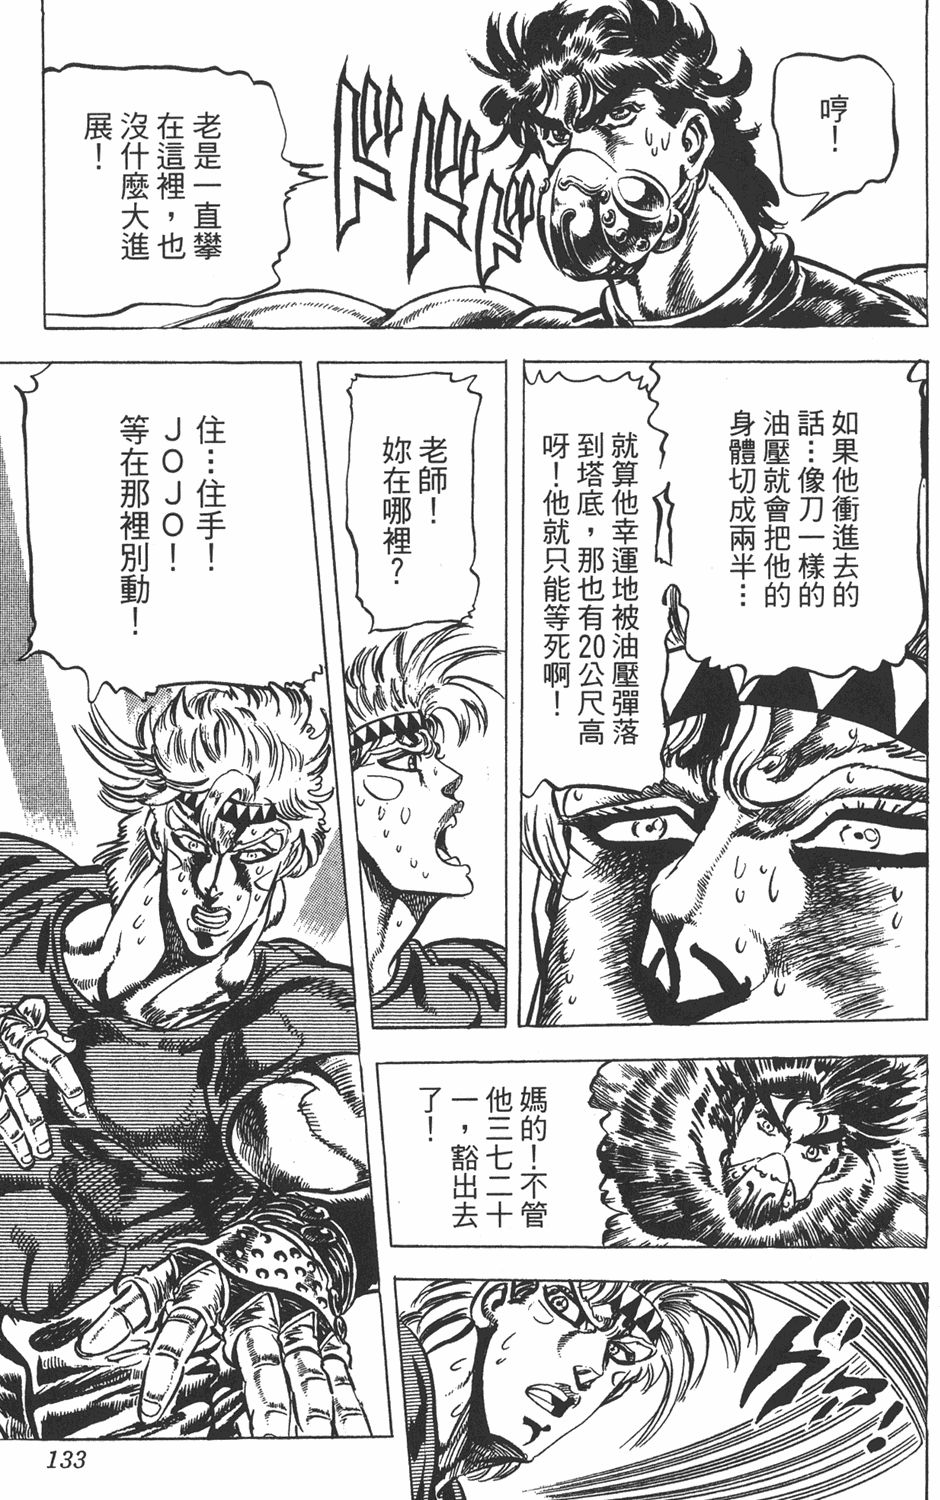 哼！
老是一直攀
在這裡，也
沒什麼大進
展！
ドドド
如果他衝進去的
話…像刀一樣的
油壓就會把他的
身體切成兩半…
就算他幸運地被油壓彈落
到塔底，那也有20公尺高
呀！他就只能等死啊！
老師！
妳在哪裡？
住…住手！
ＪＯＪＯ！
等在那裡別動！
媽的！不管
他三七二十
一，豁出去
了！
ド・・・！
133